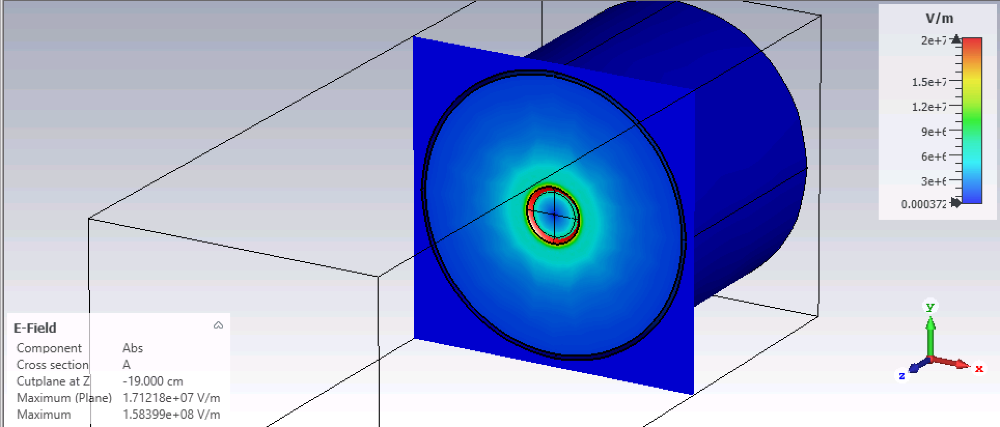 V/m
2e+7
1.5e+7
1.2e+7
9e+6
6e+6
3e+6
0.000372
E-Field
Component Abs
Cross section A
Cutplane at Z -19.000 cm
Maximum (Plane) 1.71218e+07 V/m
Maximum 1.58399e+08 V/m
y
x
z